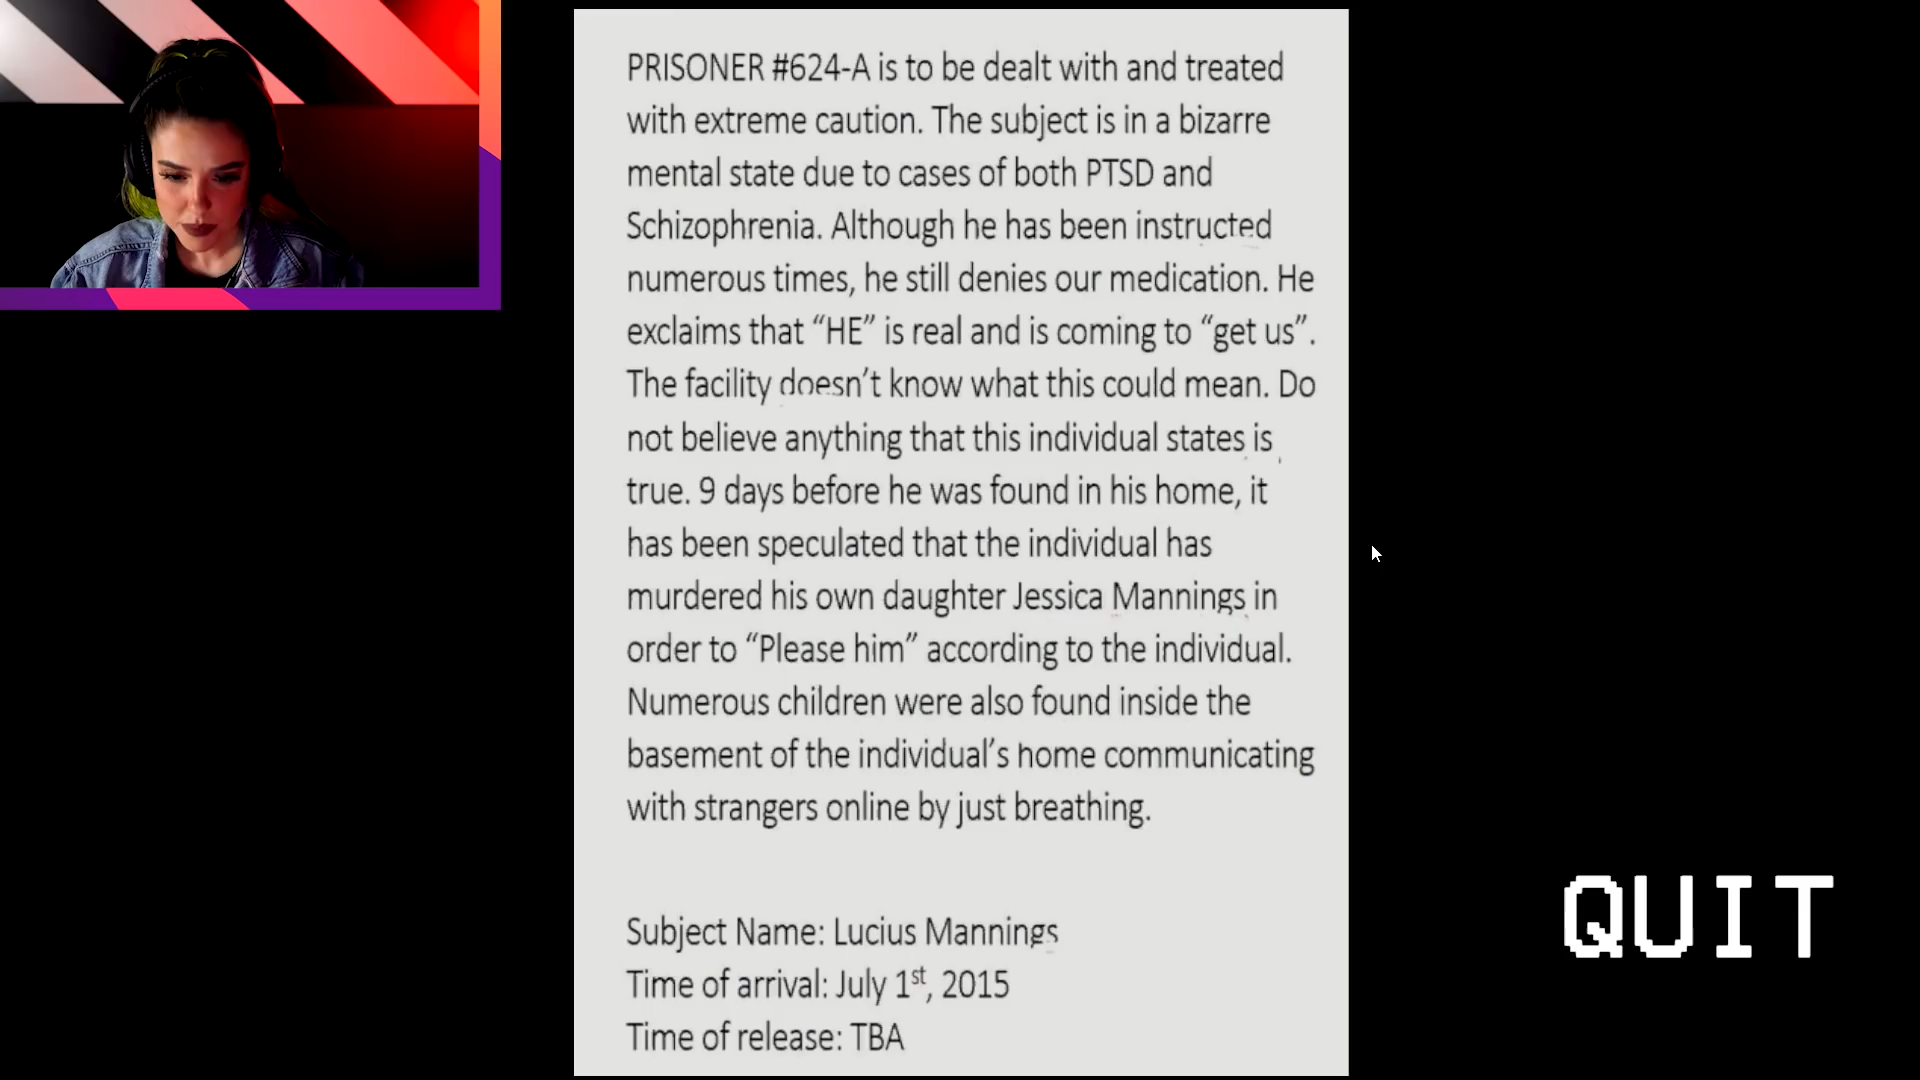 PRISONER #624-A is to be dealt with and treated
with extreme caution. The subject is in a bizarre
mental state due to cases of both PTSD and
Schizophrenia. Although he has been instructed
numerous times, he still denies our medication. He
exclaims that “HE” is real and is coming to “get us”.
The facility doesn’t know what this could mean. Do
not believe anything that this individual states is
true. 9 days before he was found in his home, it
has been speculated that the individual has
murdered his own daughter Jessica Mannings in
order to “Please him” according to the individual.
Numerous children were also found inside the
basement of the individual’s home communicating
with strangers online by just breathing.
Subject Name: Lucius Mannings
Time of arrival: July 1st, 2015
Time of release: TBA
QUIT